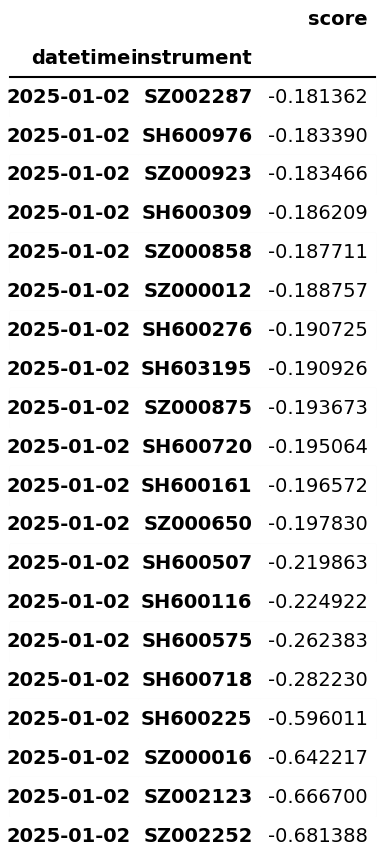 score
datetime instrument
2025-01-02 SZ002287 -0.181362
2025-01-02 SH600976 -0.183390
2025-01-02 SZ000923 -0.183466
2025-01-02 SH600309 -0.186209
2025-01-02 SZ000858 -0.187711
2025-01-02 SZ000012 -0.188757
2025-01-02 SH600276 -0.190725
2025-01-02 SH603195 -0.190926
2025-01-02 SZ000875 -0.193673
2025-01-02 SH600720 -0.195064
2025-01-02 SH600161 -0.196572
2025-01-02 SZ000650 -0.197830
2025-01-02 SH600507 -0.219863
2025-01-02 SH600116 -0.224922
2025-01-02 SH600575 -0.262383
2025-01-02 SH600718 -0.282230
2025-01-02 SH600225 -0.596011
2025-01-02 SZ000016 -0.642217
2025-01-02 SZ002123 -0.666700
2025-01-02 SZ002252 -0.681388